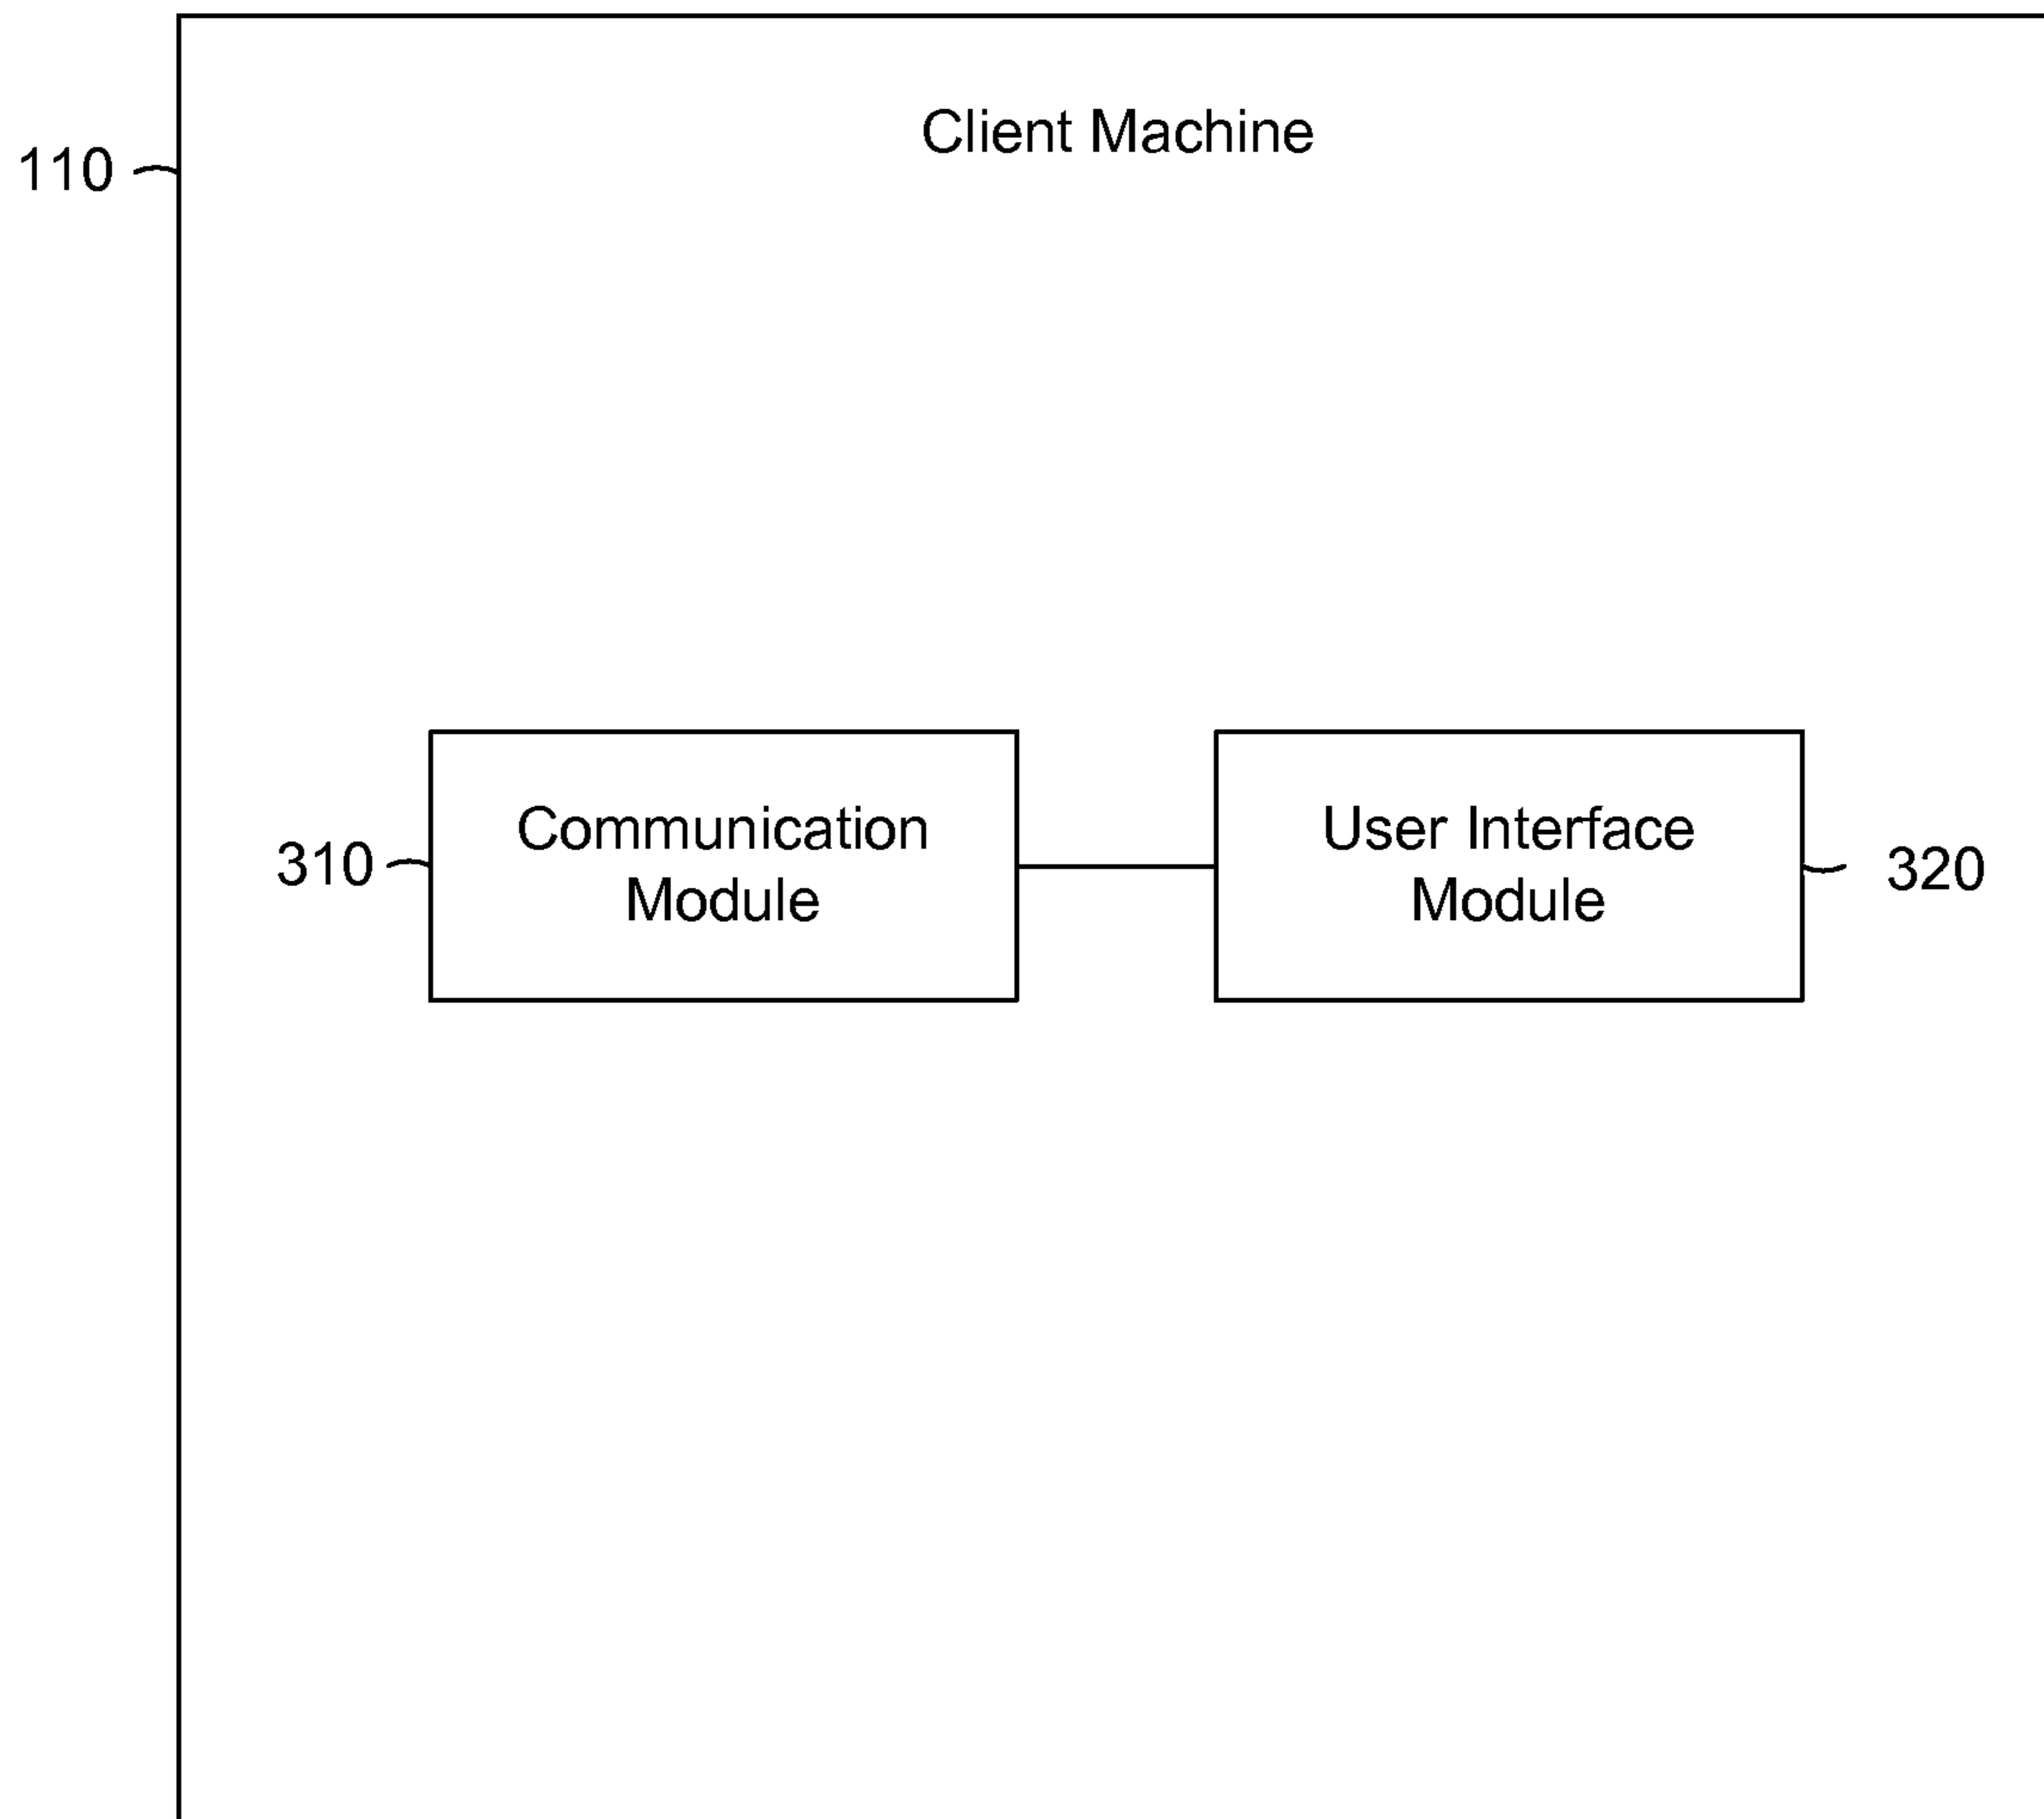 Client Machine
110
Communication
Module
310
User Interface
Module
320